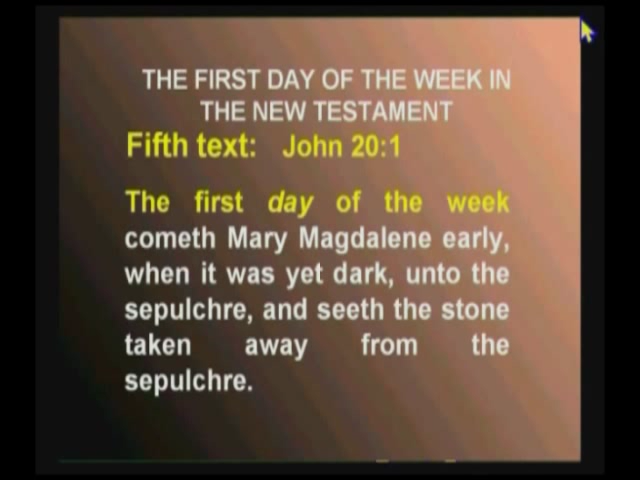 THE FIRST DAY OF THE WEEK IN
THE NEW TESTAMENT
Fifth text: John 20:1
The first day of the week
cometh Mary Magdalene early,
when it was yet dark, unto the
sepulchre, and seeth the stone
taken away from the
sepulchre.